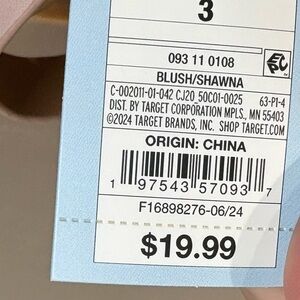 3
093 11 0108
BLUSH/SHAWNA
C-002011-01-042 CJ20_50C01-0025 63-P1-4
DIST. BY TARGET CORPORATION MPLS., MN 55403
©2024 TARGET BRANDS, INC. SHOP TARGET.COM
ORIGIN: CHINA
1 97543 57093 7
F16898276-06/24
$19.99